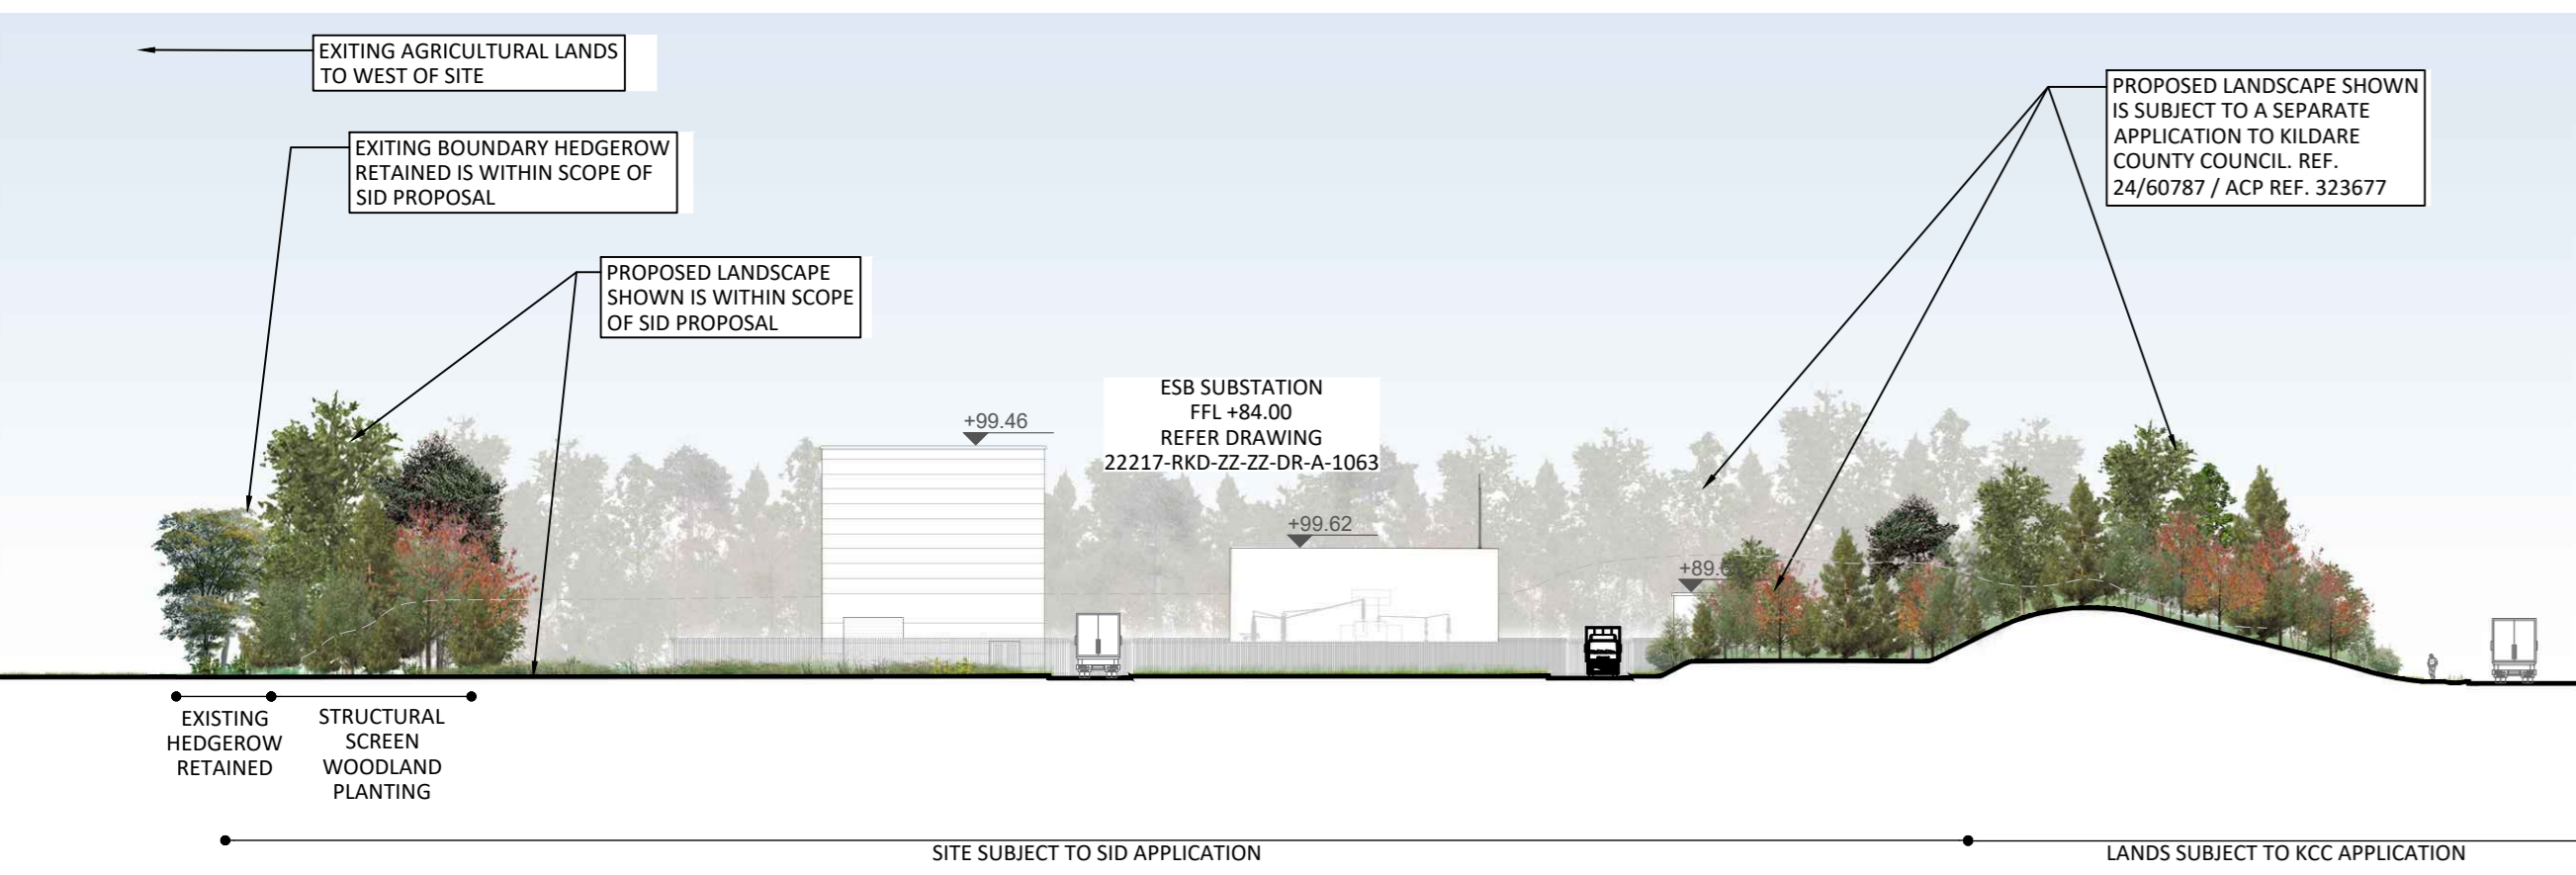 EXITING AGRICULTURAL LANDS
TO WEST OF SITE
EXITING BOUNDARY HEDGEROW
RETAINED IS WITHIN SCOPE OF
SID PROPOSAL
PROPOSED LANDSCAPE
SHOWN IS WITHIN SCOPE
OF SID PROPOSAL
PROPOSED LANDSCAPE SHOWN
IS SUBJECT TO A SEPARATE
APPLICATION TO KILDARE
COUNTY COUNCIL. REF.
24/60787 / ACP REF. 323677
ESB SUBSTATION
FFL +84.00
REFER DRAWING
22217-RKD-ZZ-ZZ-DR-A-1063
+99.46
+99.62
EXISTING
HEDGEROW
RETAINED
STRUCTURAL
SCREEN
WOODLAND
PLANTING
SITE SUBJECT TO SID APPLICATION
LANDS SUBJECT TO KCC APPLICATION